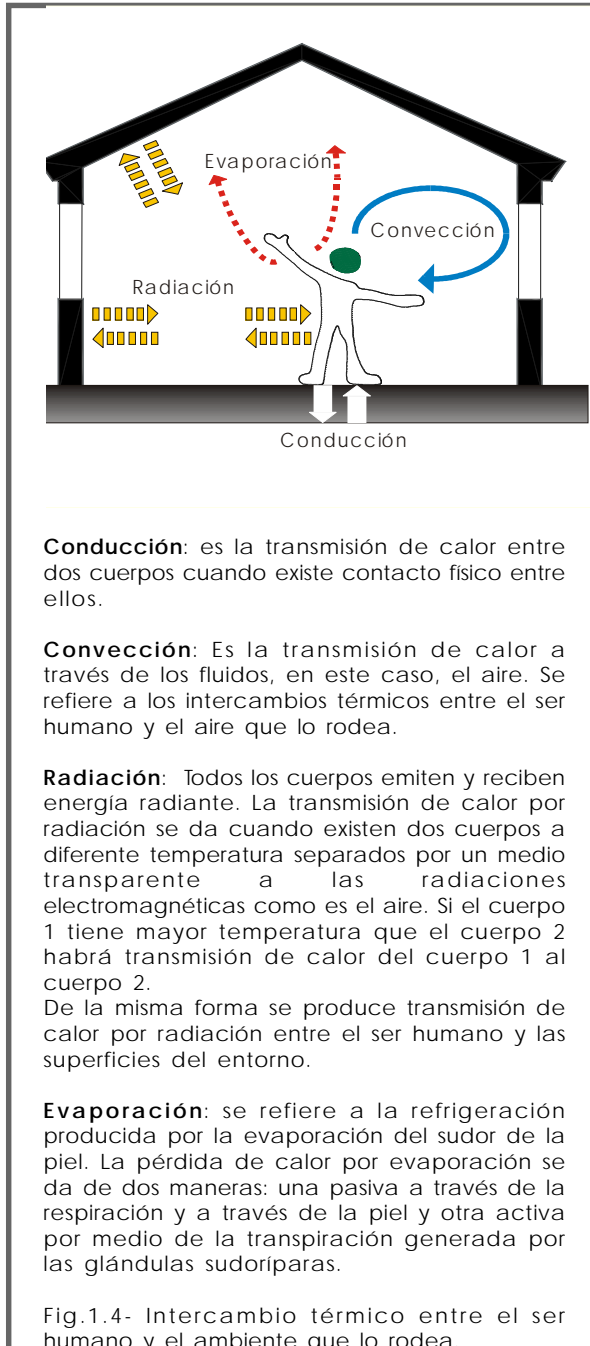 Evaporación
Convección
Radiación
Conducción
Conducción: es la transmisión de calor entre
dos cuerpos cuando existe contacto físico entre
ellos.
Convección: Es la transmisión de calor a
través de los fluidos, en este caso, el aire. Se
refiere a los intercambios térmicos entre el ser
humano y el aire que lo rodea.
Radiación: Todos los cuerpos emiten y reciben
energía radiante. La transmisión de calor por
radiación se da cuando existen dos cuerpos a
diferente temperatura separados por un medio
transparente a las radiaciones
electromagnéticas como es el aire. Si el cuerpo
1 tiene mayor temperatura que el cuerpo 2
habrá transmisión de calor del cuerpo 1 al
cuerpo 2.
De la misma forma se produce transmisión de
calor por radiación entre el ser humano y las
superficies del entorno.
Evaporación: se refiere a la refrigeración
producida por la evaporación del sudor de la
piel. La pérdida de calor por evaporación se
da de dos maneras: una pasiva a través de la
respiración y a través de la piel y otra activa
por medio de la transpiración generada por
las glándulas sudoríparas.
Fig.1.4- Intercambio térmico entre el ser
humano y el ambiente que lo rodea